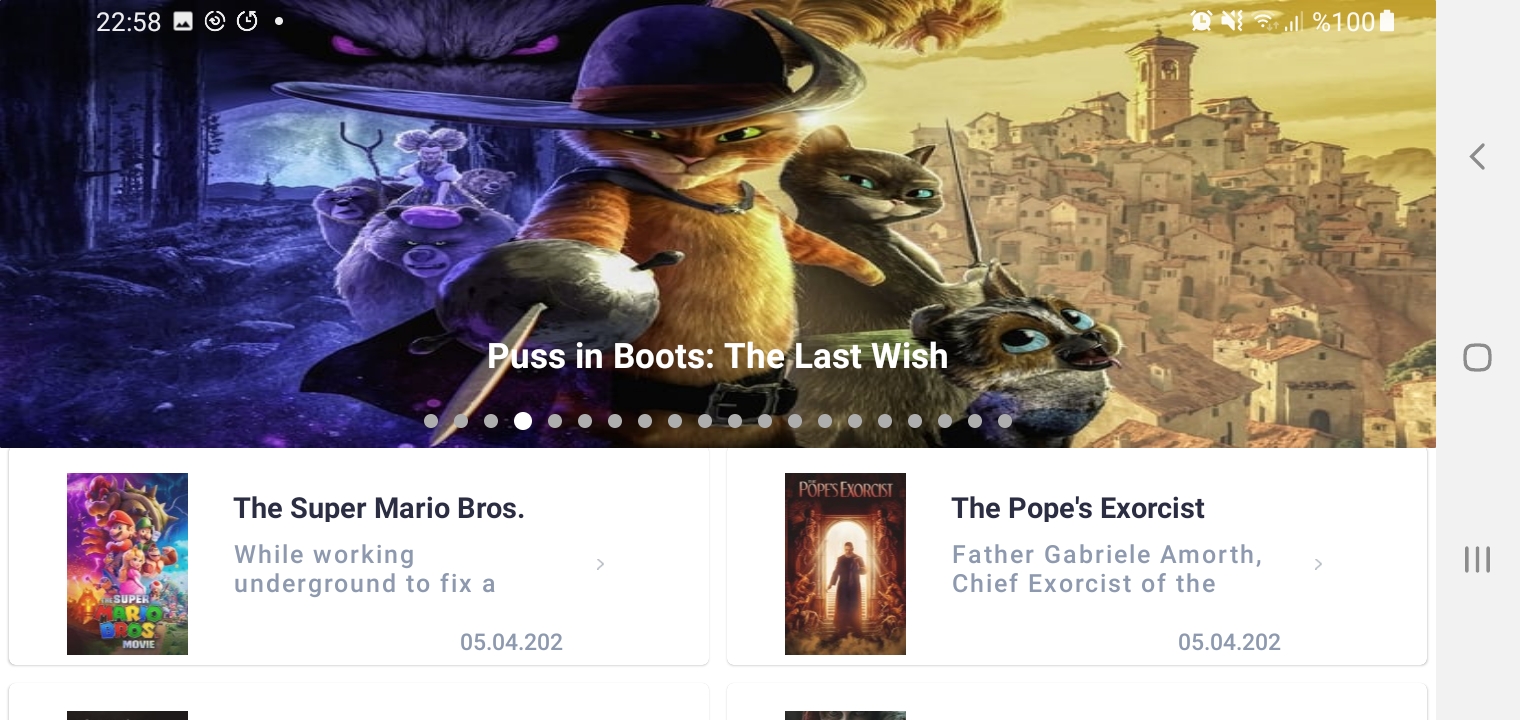 22:58
%100
Puss in Boots: The Last Wish
THE SUPER
MARIO
BROS
MOVIE
The Super Mario Bros.
While working
underground to fix a
05.04.202
THE
POPE'S EXORCIST
The Pope's Exorcist
Father Gabriele Amorth,
Chief Exorcist of the
05.04.202